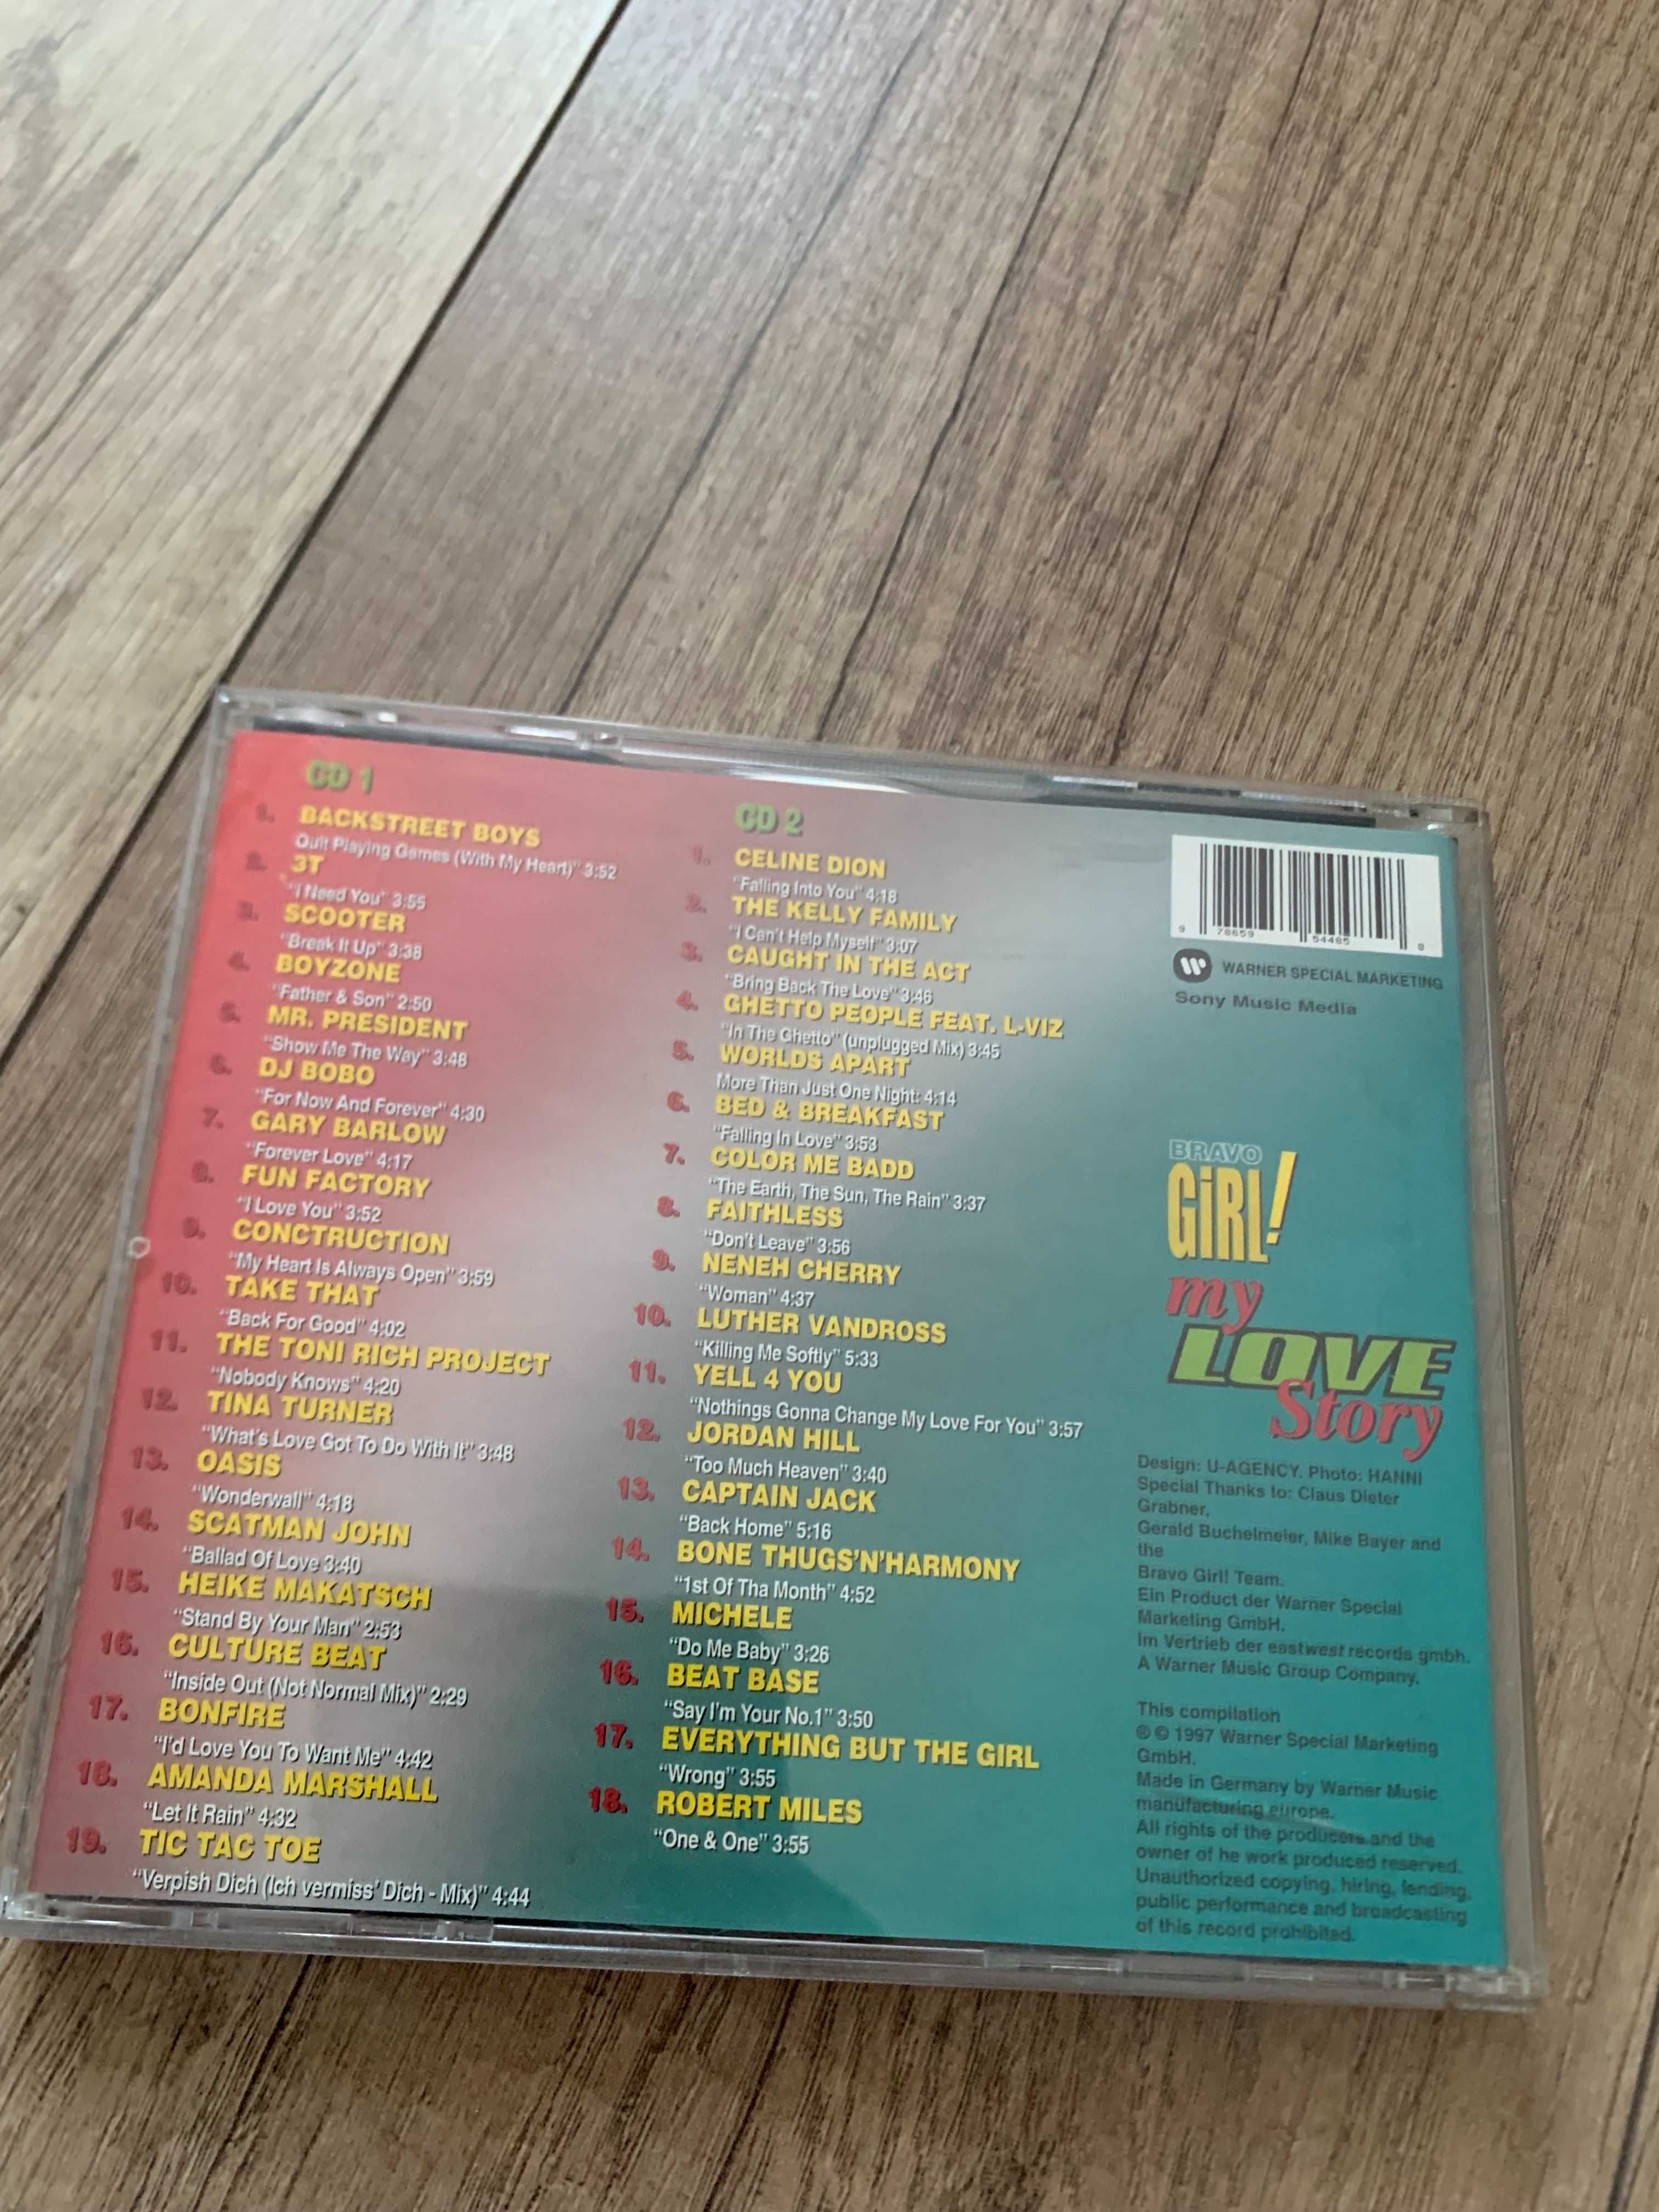 CD 1
1. BACKSTREET BOYS
Quit Playing Games (With My Heart)" 3:52
2. 3T
"I Need You" 3:55
3. SCOOTER
"Break It Up" 3:38
4. BOYZONE
"Father & Son" 2:50
5. MR. PRESIDENT
"Show Me The Way" 3:48
6. DJ BOBO
"For Now And Forever" 4:30
7. GARY BARLOW
"Forever Love" 4:17
8. FUN FACTORY
"I Love You" 3:52
9. CONCTRUCTION
"My Heart Is Always Open" 3:59
10. TAKE THAT
"Back For Good" 4:02
11. THE TONI RICH PROJECT
"Nobody Knows" 4:20
12. TINA TURNER
"What's Love Got To Do With It" 3:48
13. OASIS
"Wonderwall" 4:18
14. SCATMAN JOHN
"Ballad Of Love 3:40
15. HEIKE MAKATSCH
"Stand By Your Man" 2:53
16. CULTURE BEAT
"Inside Out (Not Normal Mix)" 2:29
17. BONFIRE
"I'd Love You To Want Me" 4:42
18. AMANDA MARSHALL
"Let It Rain" 4:32
19. TIC TAC TOE
"Verpish Dich (Ich vermiss' Dich - Mix)" 4:44
CD 2
1. CELINE DION
"Falling Into You" 4:18
2. THE KELLY FAMILY
"I Can't Help Myself" 3:07
3. CAUGHT IN THE ACT
"Bring Back The Love" 3:46
4. GHETTO PEOPLE FEAT. L-VIZ
"In The Ghetto" (unplugged Mix) 3:45
5. WORLDS APART
More Than Just One Night: 4:14
6. BED & BREAKFAST
"Falling In Love" 3:53
7. COLOR ME BADD
"The Earth, The Sun, The Rain" 3:37
8. FAITHLESS
"Don't Leave" 3:56
9. NENEH CHERRY
"Woman" 4:37
10. LUTHER VANDROSS
"Killing Me Softly" 5:33
11. YELL 4 YOU
"Nothings Gonna Change My Love For You" 3:57
12. JORDAN HILL
"Too Much Heaven" 3:40
13. CAPTAIN JACK
"Back Home" 5:16
14. BONE THUGS'N'HARMONY
"1st Of Tha Month" 4:52
15. MICHELE
"Do Me Baby" 3:26
16. BEAT BASE
"Say I'm Your No.1" 3:50
17. EVERYTHING BUT THE GIRL
"Wrong" 3:55
18. ROBERT MILES
"One & One" 3:55
9 78659 54485 8
WARNER SPECIAL MARKETING
Sony Music Media
BRAVO
GiRL!
my
LOVE
Story
Design: U-AGENCY. Photo: HANNI
Special Thanks to: Claus Dieter
Grabner,
Gerald Buchelmeier, Mike Bayer and
the
Bravo Girl! Team.
Ein Product der Warner Special
Marketing GmbH.
Im Vertrieb der eastwest records gmbh.
A Warner Music Group Company.
This compilation
℗ © 1997 Warner Special Marketing
GmbH.
Made in Germany by Warner Music
manufacturing europe.
All rights of the producers and the
owner of he work produced reserved.
Unauthorized copying, hiring, lending,
public performance and broadcasting
of this record prohibited.